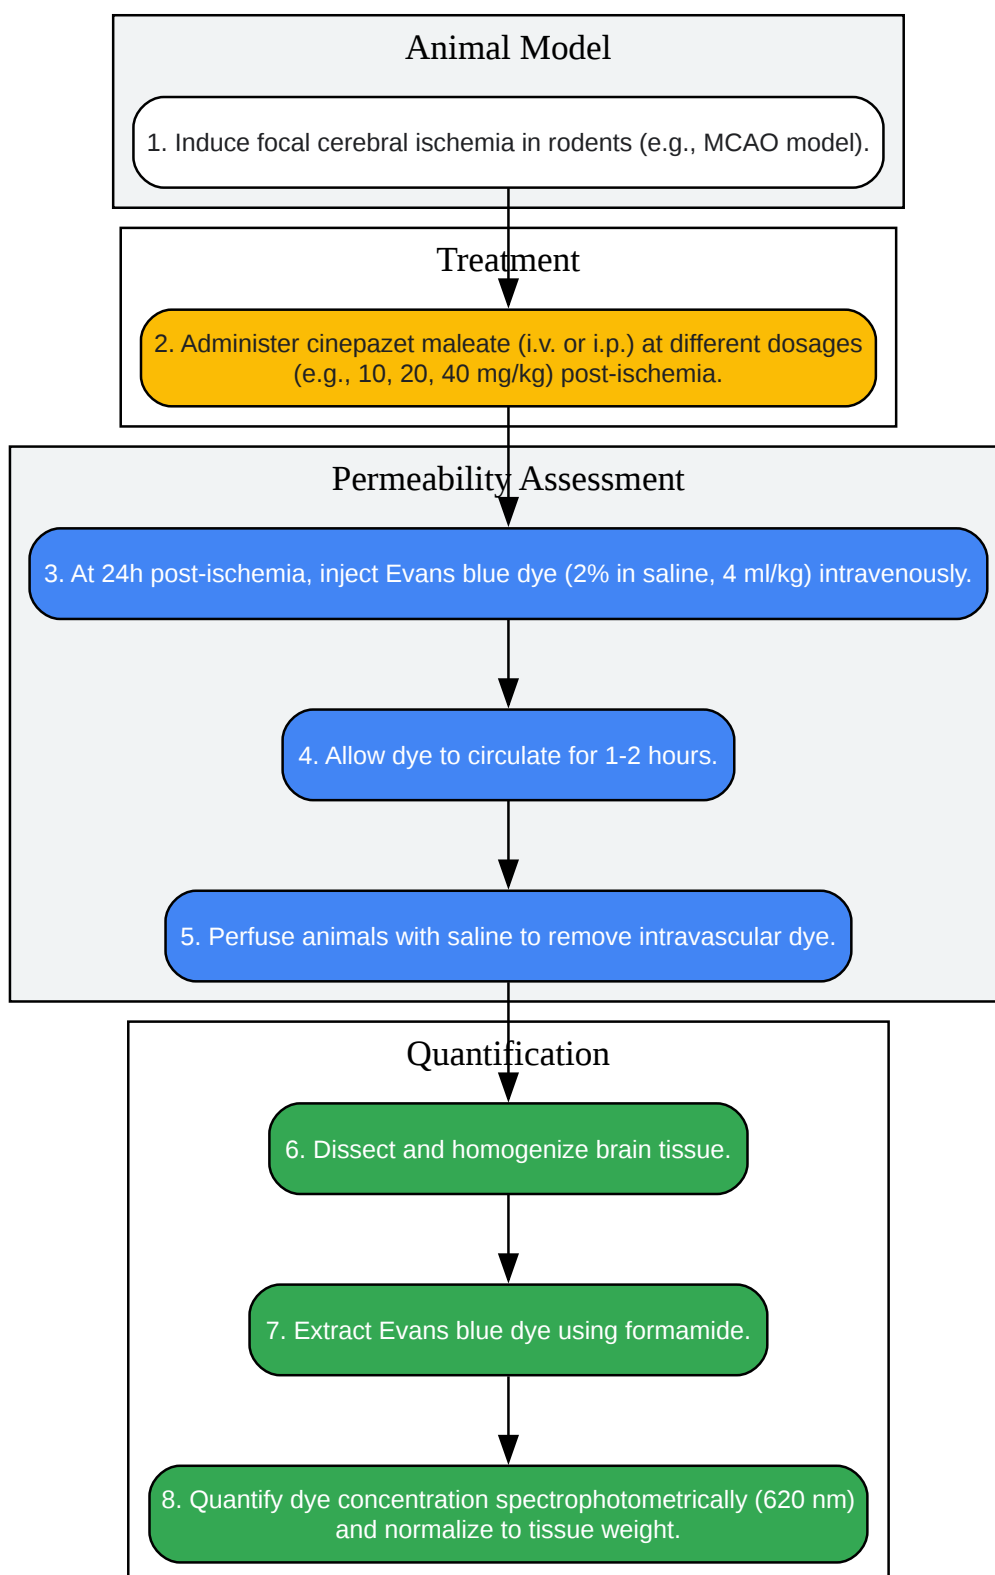 Animal Model
1. Induce focal cerebral ischemia in rodents (e.g., MCAO model).
Treatment
2. Administer cinepazet maleate (i.v. or i.p.) at different dosages
(e.g., 10, 20, 40 mg/kg) post-ischemia.
Permeability Assessment
3. At 24h post-ischemia, inject Evans blue dye (2% in saline, 4 ml/kg) intravenously.
4. Allow dye to circulate for 1-2 hours.
5. Perfuse animals with saline to remove intravascular dye.
Quantification
6. Dissect and homogenize brain tissue.
7. Extract Evans blue dye using formamide.
8. Quantify dye concentration spectrophotometrically (620 nm)
and normalize to tissue weight.